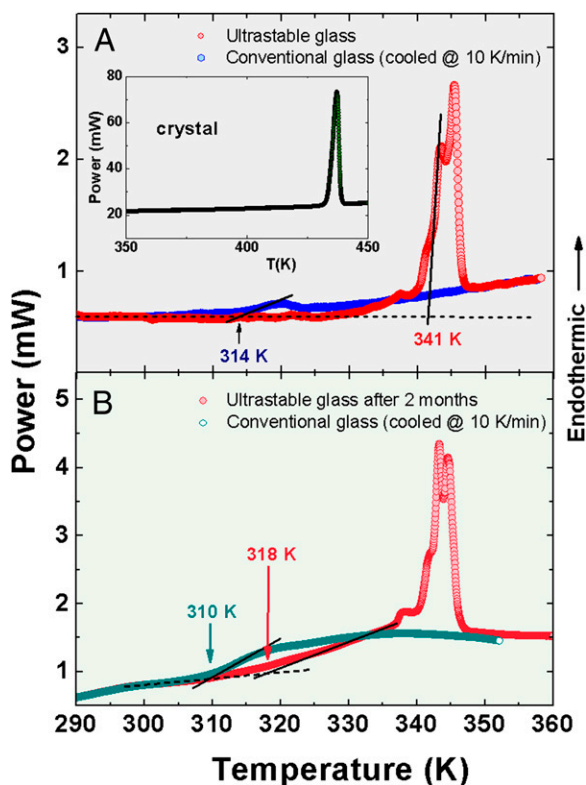 A
Ultrastable glass
Conventional glass (cooled @ 10 K/min)
3
2
1
Power (mW)
80
60
40
20
crystal
350
400
450
T(K)
314 K
341 K
Endothermic
B
Ultrastable glass after 2 months
Conventional glass (cooled @ 10 K/min)
5
4
3
2
1
Power (mW)
318 K
310 K
290
300
310
320
330
340
350
360
Temperature (K)